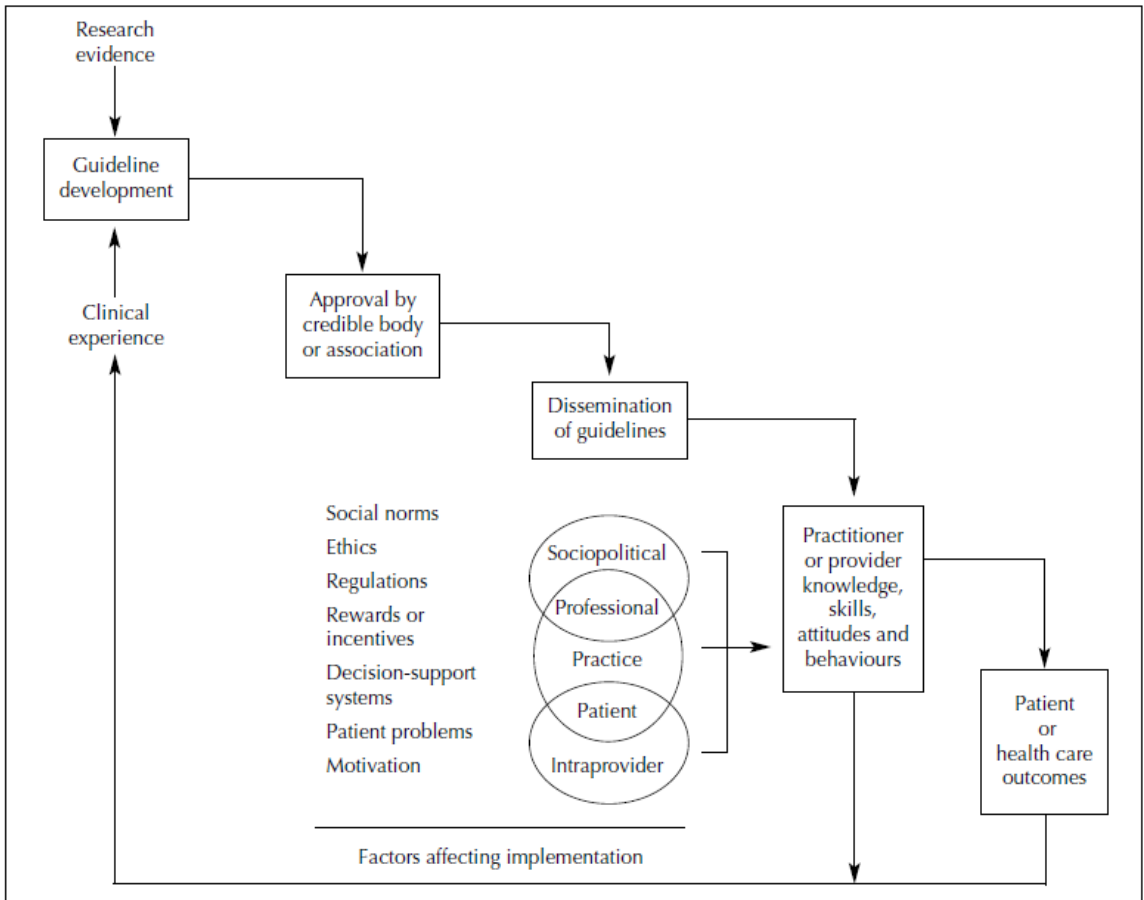 Research
evidence
Guideline
development
Clinical
experience
Approval by
credible body
or association
Dissemination
of guidelines
Social norms
Ethics
Regulations
Rewards or
incentives
Decision-support
systems
Patient problems
Motivation
Sociopolitical
Professional
Practice
Patient
Intraprovider
Factors affecting implementation
Practitioner
or provider
knowledge,
skills,
attitudes and
behaviours
Patient
or
health care
outcomes